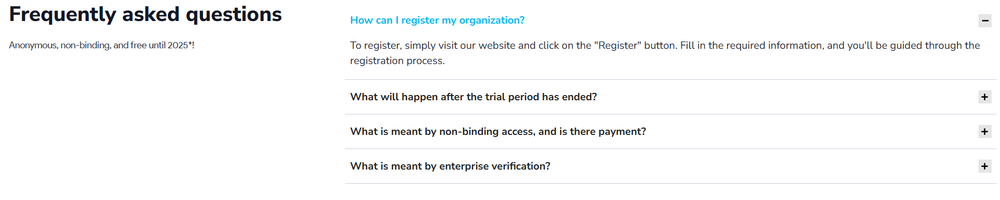 Frequently asked questions
Anonymous, non-binding, and free until 2025*!
How can I register my organization?
To register, simply visit our website and click on the "Register" button. Fill in the required information, and you'll be guided through the
registration process.
What will happen after the trial period has ended?
What is meant by non-binding access, and is there payment?
What is meant by enterprise verification?